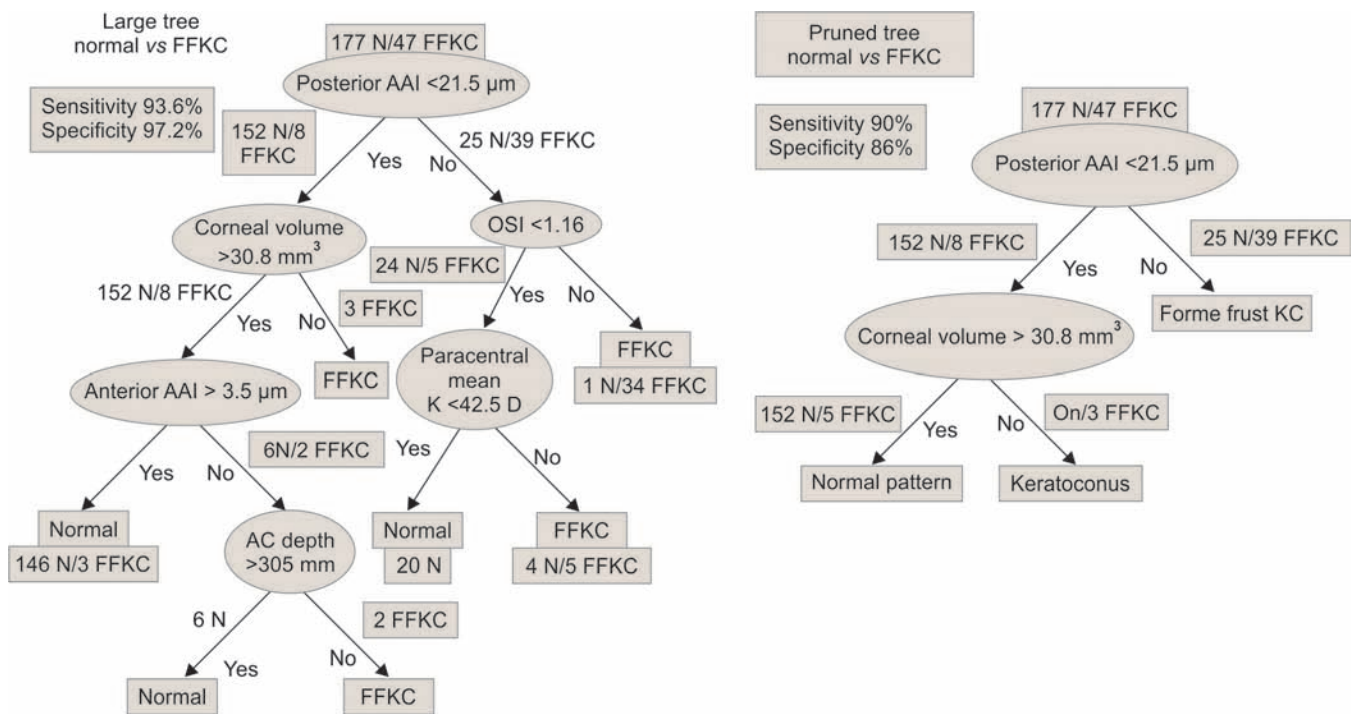 Large tree
normal vs FFKC
177 N/47 FFKC
Posterior AAI <21.5 µm
Sensitivity 93.6%
Specificity 97.2%
152 N/8
FFKC
25 N/39 FFKC
Yes
No
Corneal volume
>30.8 mm³
OSI <1.16
24 N/5 FFKC
152 N/8 FFKC
3 FFKC
Yes
No
Yes
No
Anterior AAI > 3.5 µm
FFKC
Paracentral
mean
K <42.5 D
FFKC
1 N/34 FFKC
6N/2 FFKC
Yes
No
Yes
No
Normal
146 N/3 FFKC
AC depth
>305 mm
Normal
20 N
FFKC
4 N/5 FFKC
6 N
2 FFKC
Yes
No
Normal
FFKC
Pruned tree
normal vs FFKC
Sensitivity 90%
Specificity 86%
177 N/47 FFKC
Posterior AAI <21.5 µm
152 N/8 FFKC
25 N/39 FFKC
Yes
No
Forme frust KC
Corneal volume > 30.8 mm³
152 N/5 FFKC
On/3 FFKC
Yes
No
Normal pattern
Keratoconus